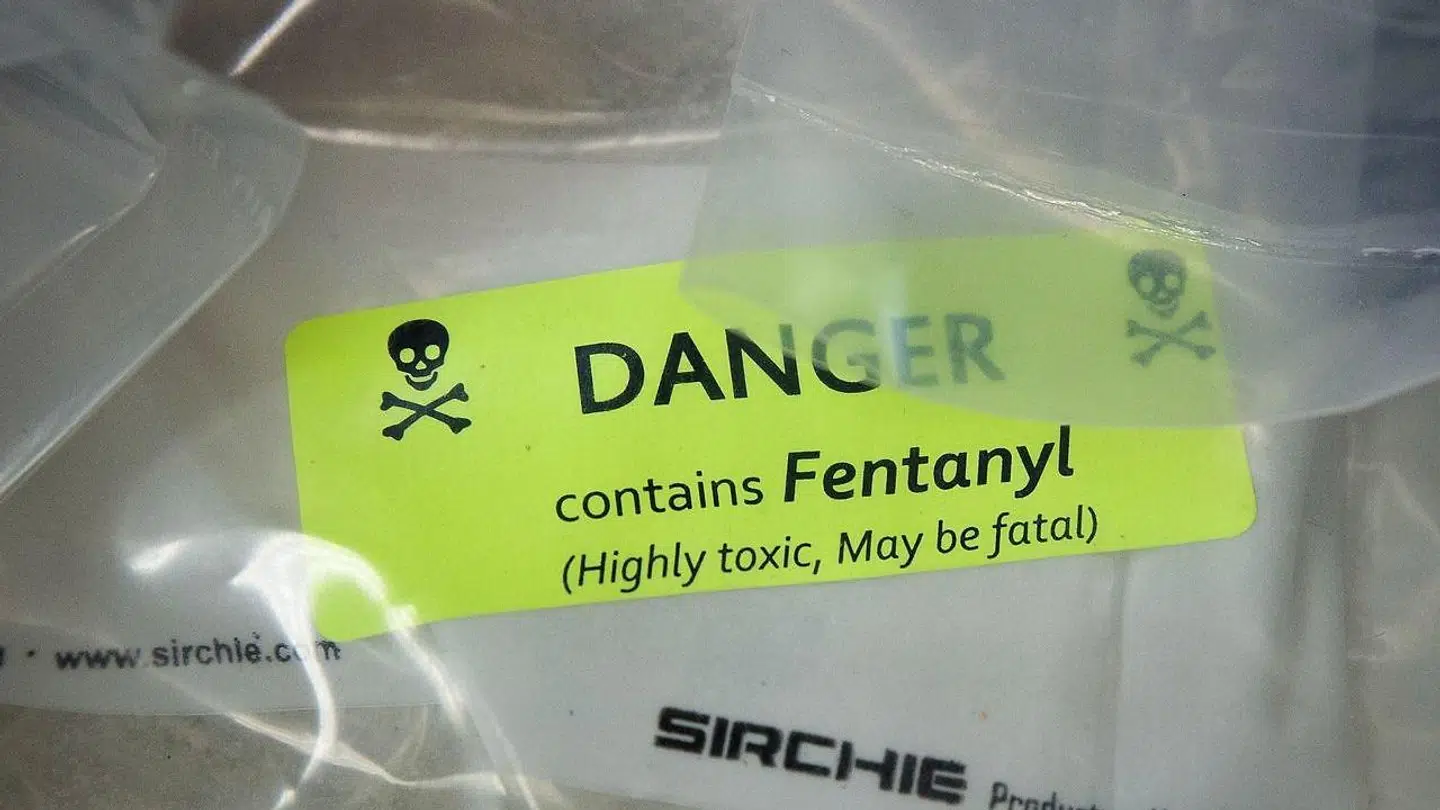 DANGER
contains Fentanyl
(Highly toxic, May be fatal)
www.sirchie.com
SIRCHIE